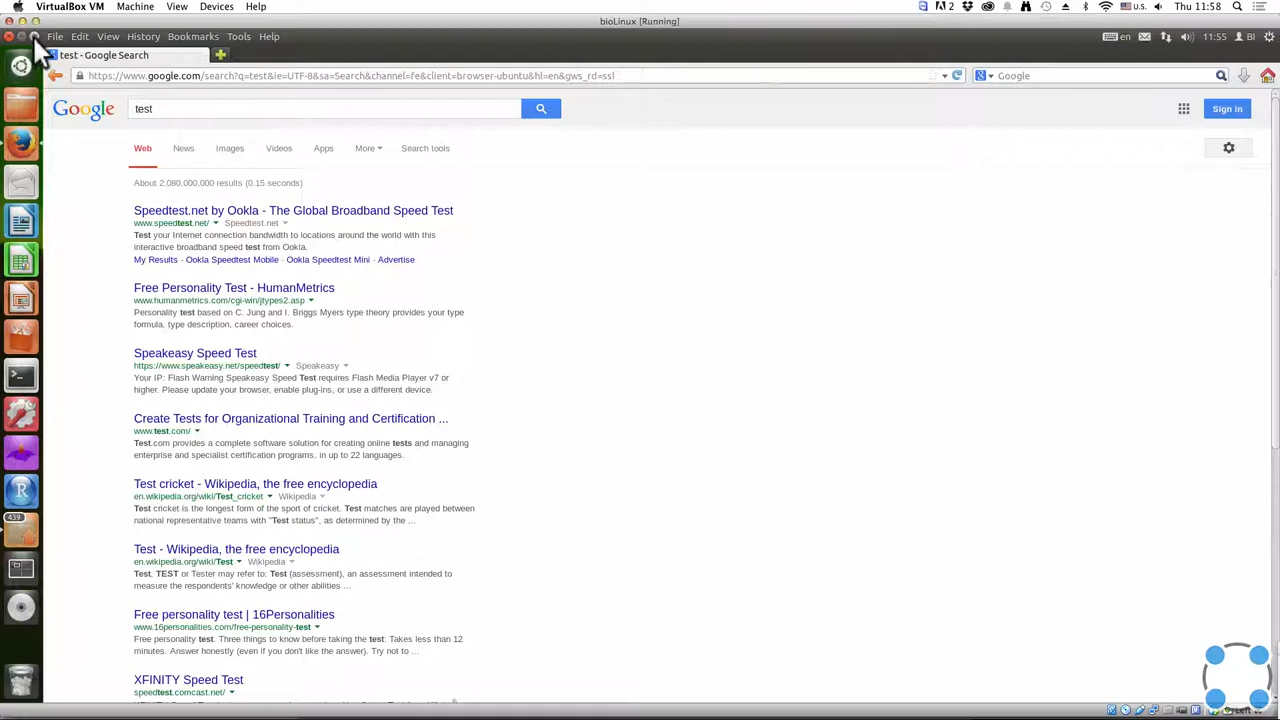 VirtualBox VM Machine View Devices Help
A 2 U.S. Thu 11:58
bioLinux [Running]
File Edit View History Bookmarks Tools Help
en 11:55 BI
test - Google Search
https://www.google.com/search?q=test&ie=UTF-8&sa=Search&channel=fe&client=browser-ubuntu&hl=en&gws_rd=ssl
Google
Google
test
Sign in
Web News Images Videos Apps More Search tools
About 2,080,000,000 results (0.15 seconds)
Speedtest.net by Ookla - The Global Broadband Speed Test
www.speedtest.net/ Speedtest.net
Test your Internet connection bandwidth to locations around the world with this
interactive broadband speed test from Ookla.
My Results - Ookla Speedtest Mobile - Ookla Speedtest Mini - Advertise
Free Personality Test - HumanMetrics
www.humanmetrics.com/cgi-win/jtypes2.asp
Personality test based on C. Jung and I. Briggs Myers type theory provides your type
formula, type description, career choices.
Speakeasy Speed Test
https://www.speakeasy.net/speedtest/ Speakeasy
Your IP: Flash Warning Speakeasy Speed Test requires Flash Media Player v7 or
higher. Please update your browser, enable plug-ins, or use a different device.
Create Tests for Organizational Training and Certification ...
www.test.com/
Test.com provides a complete software solution for creating online tests and managing
enterprise and specialist certification programs, in up to 22 languages.
Test cricket - Wikipedia, the free encyclopedia
en.wikipedia.org/wiki/Test_cricket Wikipedia
Test cricket is the longest form of the sport of cricket. Test matches are played between
national representative teams with "Test status", as determined by the ...
R
439
Test - Wikipedia, the free encyclopedia
en.wikipedia.org/wiki/Test Wikipedia
Test, TEST or Tester may refer to: Test (assessment), an assessment intended to
measure the respondents' knowledge or other abilities ...
Free personality test | 16Personalities
www.16personalities.com/free-personality-test
Free personality test. Three things to know before taking the test: Takes less than 12
minutes. Answer honestly (even if you don't like the answer). Try not to ...
XFINITY Speed Test
speedtest.comcast.net/
Left